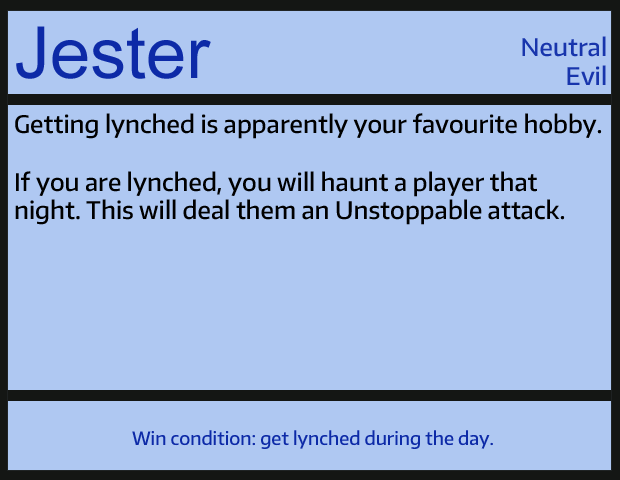 Jester
Neutral
Evil
Getting lynched is apparently your favourite hobby.
If you are lynched, you will haunt a player that
night. This will deal them an Unstoppable attack.
Win condition: get lynched during the day.